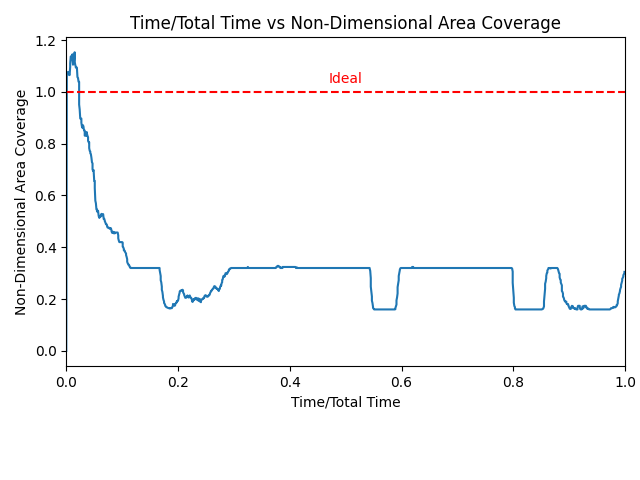 Time/Total Time vs Non-Dimensional Area Coverage
Non-Dimensional Area Coverage
1.2
1.0
0.8
0.6
0.4
0.2
0.0
Ideal
0.0 0.2 0.4 0.6 0.8 1.0
Time/Total Time